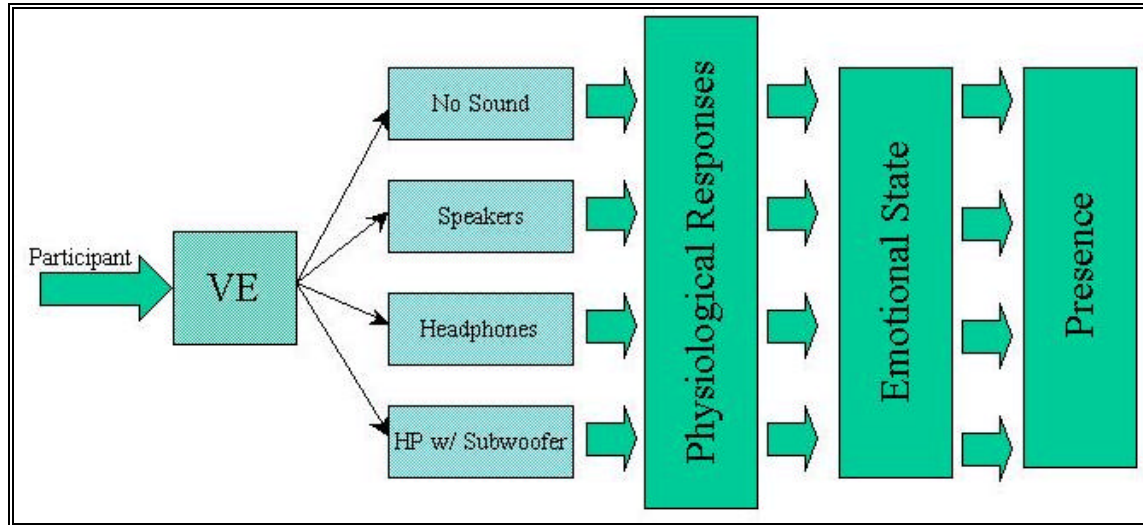 Participant
VE
No Sound
Speakers
Headphones
HP w/ Subwoofer
Physiological Responses
Emotional State
Presence